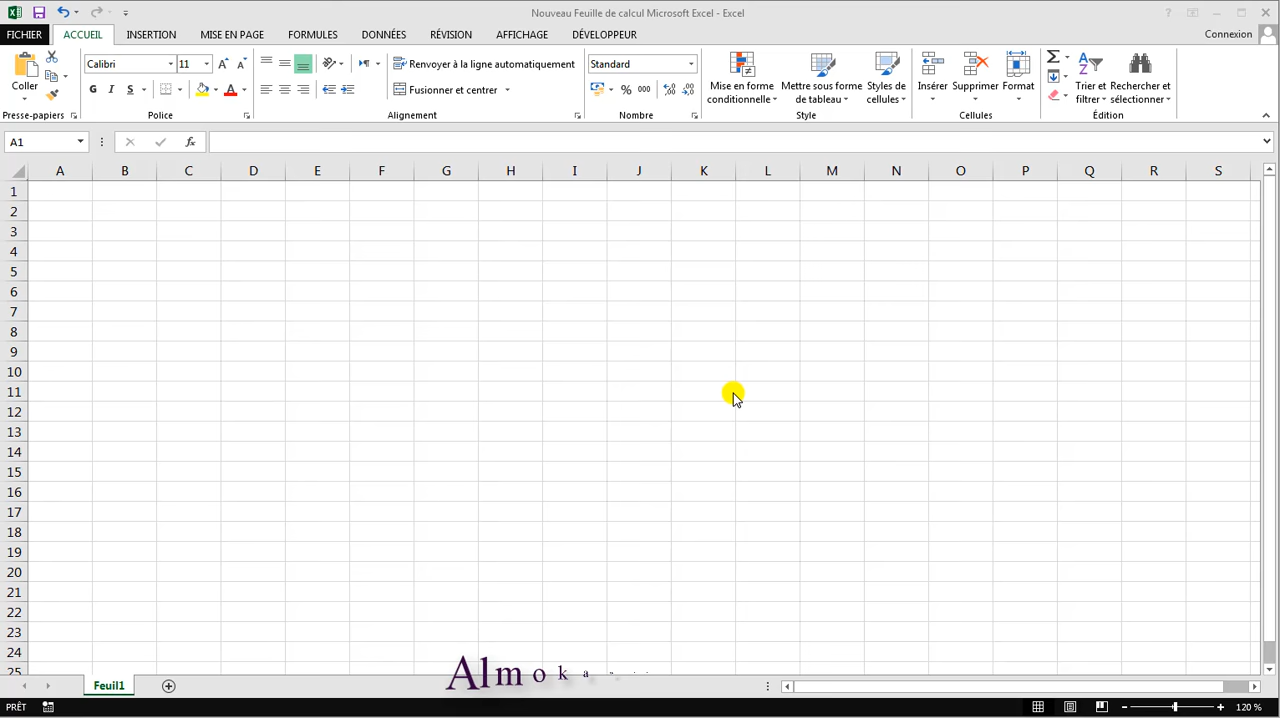 Nouveau Feuille de calcul Microsoft Excel - Excel
FICHIER ACCUEIL INSERTION MISE EN PAGE FORMULES DONNÉES RÉVISION AFFICHAGE DÉVELOPPEUR Connexion
Coller
Presse-papiers
Calibri 11
G I S
Police
Renvoyer à la ligne automatiquement
Fusionner et centrer
Alignement
Standard
% 000
Nombre
Mise en forme conditionnelle
Mettre sous forme de tableau
Styles de cellules
Style
Insérer Supprimer Format
Cellules
Trier et filtrer
Rechercher et sélectionner
Édition
A1
fx
A B C D E F G H I J K L M N O P Q R S
1
2
3
4
5
6
7
8
9
10
11
12
13
14
15
16
17
18
19
20
21
22
23
24
25
Almoka
Feuil1
PRÊT 120 %